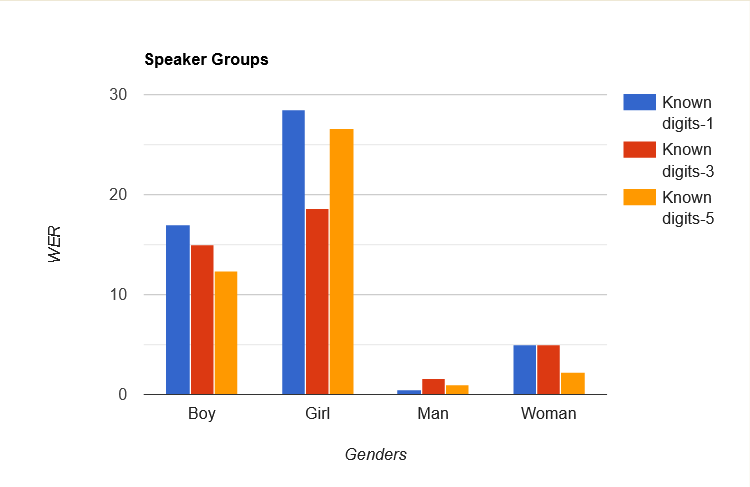 Speaker Groups
30
20
10
0
WER
Boy
Girl
Man
Woman
Genders
Known
digits-1
Known
digits-3
Known
digits-5